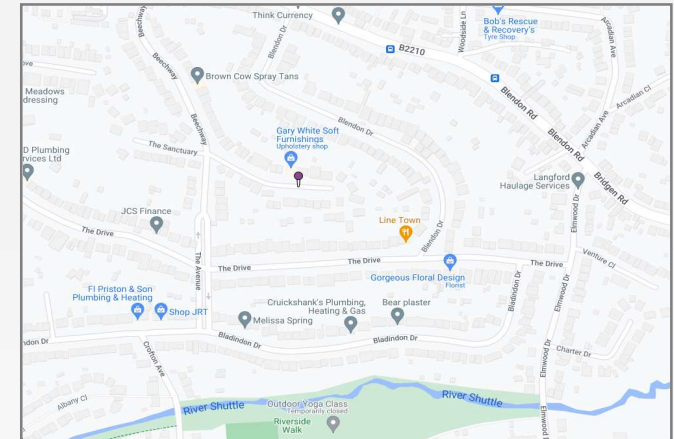 Think Currency
Blendon Dr
B2210
Woodside Ln
Bob's Rescue
& Recovery's
Tyre Shop
Arcadian Ave
Beechway
Beechway
Brown Cow Spray Tans
Meadows
dressing
Blendon Rd
Arcadian Cl
Blendon Dr
Gary White Soft
Furnishings
Upholstery shop
Beechway
The Sanctuary
Blendon Rd
Arcadian Ave
D Plumbing
rvices Ltd
Langford
Haulage Services
Bridgen Rd
JCS Finance
Line Town
Elmwood Dr
The Drive
Blendon Dr
The Avenue
The Drive
The Drive
The Drive
Venture Cl
Gorgeous Floral Design
Florist
Bladindon Dr
Elmwood Dr
FI Priston & Son
Plumbing & Heating
Shop JRT
Cruickshank's Plumbing,
Heating & Gas
Bear plaster
Melissa Spring
ndon Dr
Bladindon Dr
Bladindon Dr
Crofton Ave
Charter Dr
Albany Cl
River Shuttle
Outdoor Yoga Class
Temporarily closed
River Shuttle
Riverside
Walk
Elmwood D